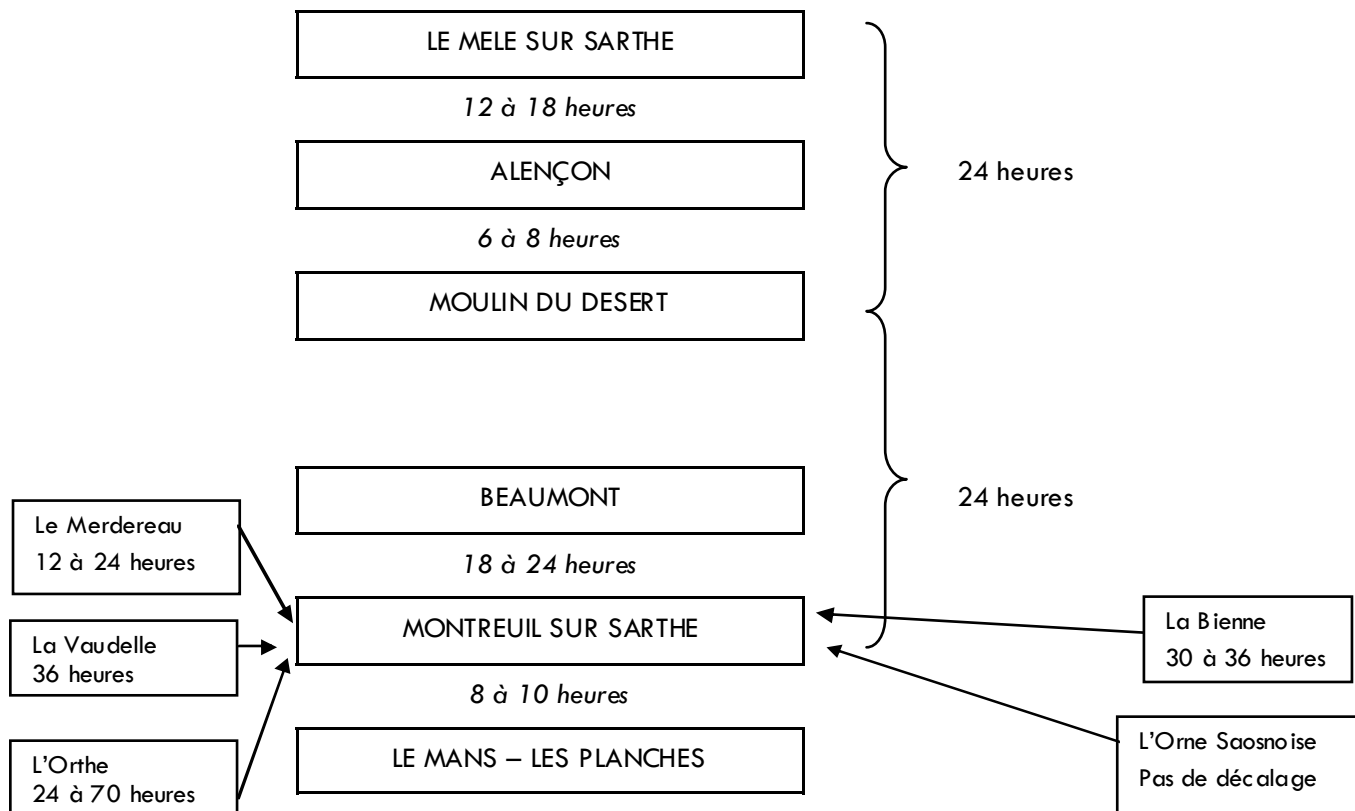 LE MELE SUR SARTHE
12 à 18 heures
ALENÇON
24 heures
6 à 8 heures
MOULIN DU DESERT
BEAUMONT
24 heures
Le Merdereau
12 à 24 heures
18 à 24 heures
MONTREUIL SUR SARTHE
La Vaudelle
36 heures
La Bienne
30 à 36 heures
8 à 10 heures
LE MANS – LES PLANCHES
L'Orthe
24 à 70 heures
L'Orne Saosnoise
Pas de décalage